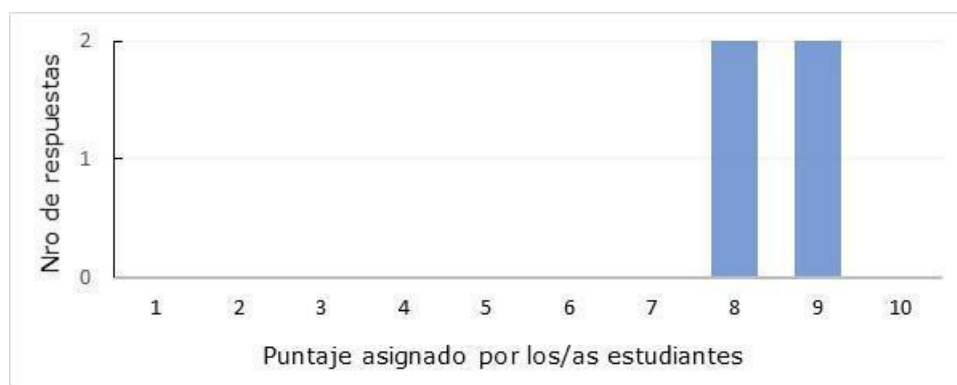 Nro de respuestas
2
1
0
1 2 3 4 5 6 7 8 9 10
Puntaje asignado por los/as estudiantes